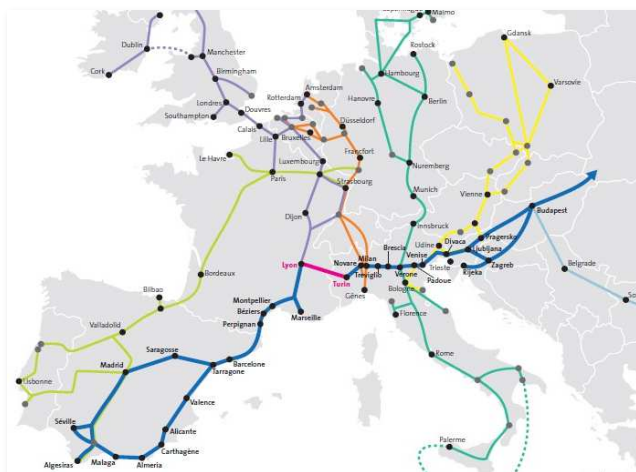 Malmo
Gdansk
Rostock
Dublin
Manchester
Hambourg
Cork
Birmingham
Varsovie
Amsterdam
Rotterdam
Hanovre
Berlin
Londres
Douvres
Southampton
Calais
Düsseldorf
Lille
Bruxelles
Le Havre
Luxembourg
Francfort
Nuremberg
Paris
Strasbourg
Munich
Vienne
Dijon
Innsbruck
Budapest
Udine
Divaca
Pragersko
Lyon
Novare
Milan
Brescia
Venise
Ljubljana
Turin
Treviglio
Vérone
Padoue
Trieste
Rijeka
Zagreb
Belgrade
Bordeaux
Gênes
Bologne
Bilbao
Montpellier
Béziers
Perpignan
Marseille
Florence
Valladolid
Saragosse
Barcelone
Rome
Madrid
Tarragone
Lisbonne
Valence
Séville
Alicante
Palerme
Carthagène
Algesiras
Malaga
Almeria